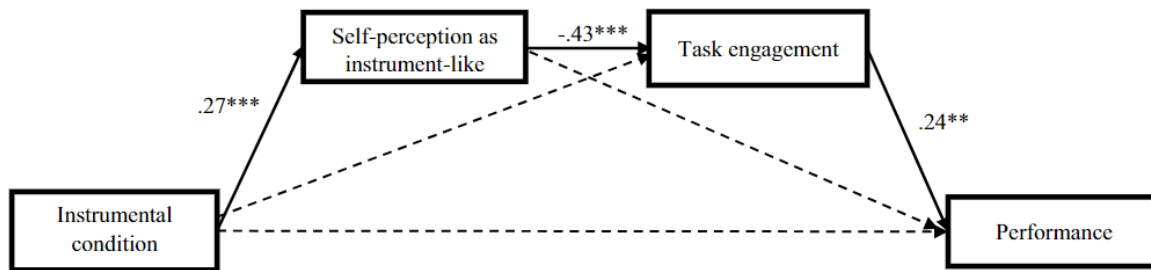 Self-perception as
instrument-like
-.43***
Task engagement
.27***
.24**
Instrumental
condition
Performance